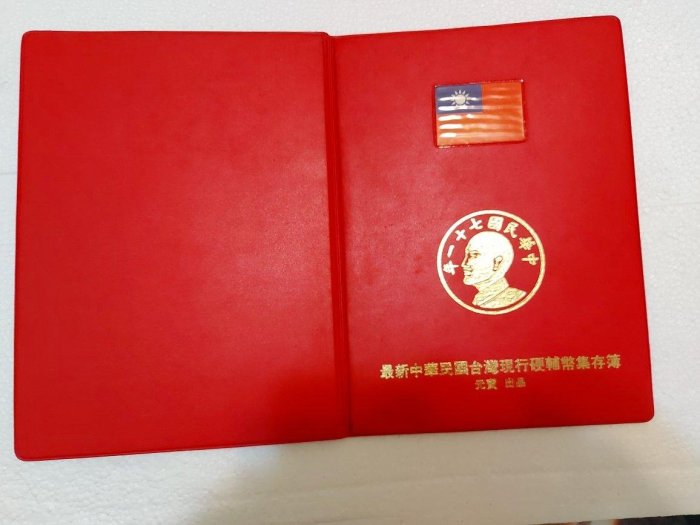 中華民國七十一年
最新中華民國台灣現行硬輔幣集存簿
元寶 出品